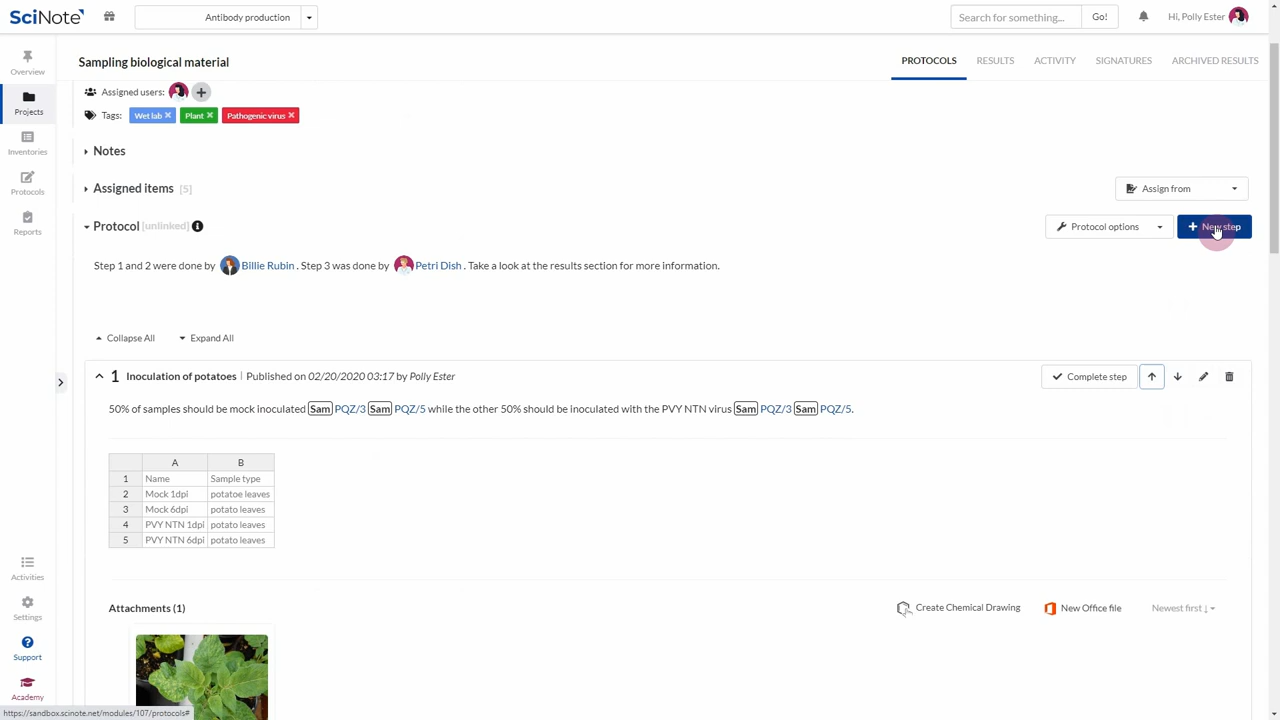 SciNote
Antibody production
Search for something...
Go!
Hi, Polly Ester
Overview
Projects
Inventories
Protocols
Reports
Activities
Settings
Support
Academy
Sampling biological material
PROTOCOLS
RESULTS
ACTIVITY
SIGNATURES
ARCHIVED RESULTS
Assigned users:
Tags: Wet lab × Plant × Pathogenic virus ×
Notes
Assigned items [5]
Assign from
Protocol [unlinked]
Protocol options
+ New step
Step 1 and 2 were done by Billie Rubin . Step 3 was done by Petri Dish . Take a look at the results section for more information.
Collapse All
Expand All
1 Inoculation of potatoes | Published on 02/20/2020 03:17 by Polly Ester
Complete step
50% of samples should be mock inoculated Sam PQZ/3 Sam PQZ/5 while the other 50% should be inoculated with the PVY NTN virus Sam PQZ/3 Sam PQZ/5.
A B
1 Name Sample type
2 Mock 1dpi potatoe leaves
3 Mock 6dpi potato leaves
4 PVY NTN 1dpi potato leaves
5 PVY NTN 6dpi potato leaves
Attachments (1)
Create Chemical Drawing
New Office file
Newest first ↓
https://sandbox.scinote.net/modules/107/protocols#